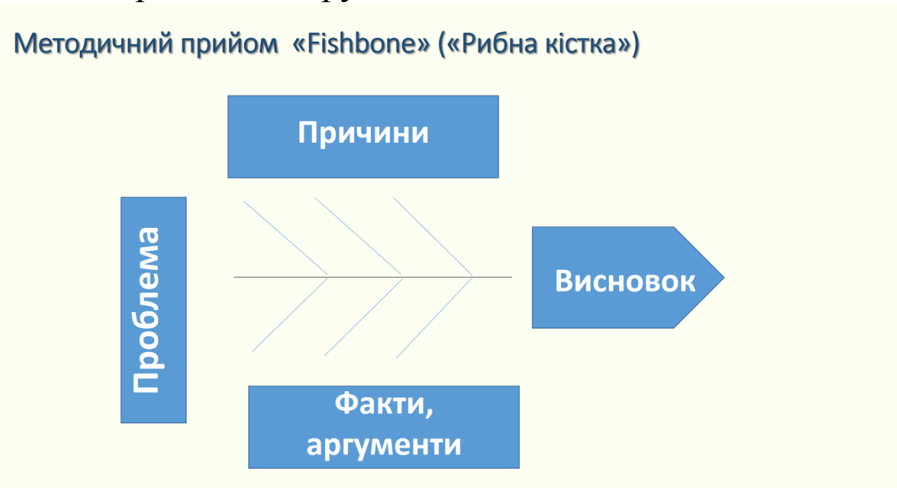 Методичний прийом «Fishbone» («Рибна кістка»)
Причини
Проблема
Висновок
Факти,
аргументи